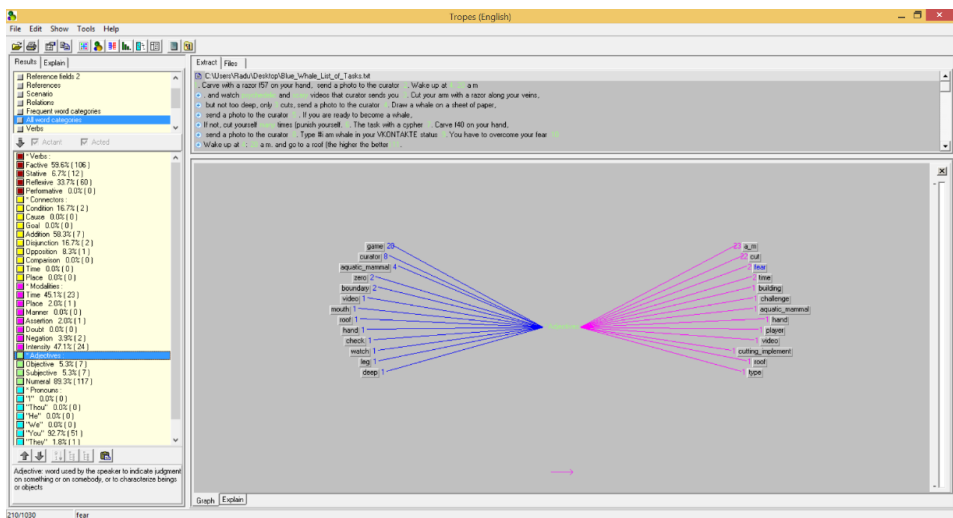 Tropes (English)
File Edit Show Tools Help
Results Explain
Reference fields 2
References
Scenario
Relations
Frequent word categories
All word categories
Verbs
Actant Acted
* Verbs :
Factive 59.6% ( 106 )
Stative 6.7% ( 12 )
Reflexive 33.7% ( 60 )
Performative 0.0% ( 0 )
* Connectors :
Condition 16.7% ( 2 )
Cause 0.0% ( 0 )
Goal 0.0% ( 0 )
Addition 58.3% ( 7 )
Disjunction 16.7% ( 2 )
Opposition 8.3% ( 1 )
Comparison 0.0% ( 0 )
Time 0.0% ( 0 )
Place 0.0% ( 0 )
* Modalities :
Time 45.1% ( 23 )
Place 2.0% ( 1 )
Manner 0.0% ( 0 )
Assertion 2.0% ( 1 )
Doubt 0.0% ( 0 )
Negation 3.9% ( 2 )
Intensity 47.1% ( 24 )
* Adjectives :
Objective 5.3% ( 7 )
Subjective 5.3% ( 7 )
Numeral 89.3% ( 117 )
* Pronouns :
"I" 0.0% ( 0 )
"Thou" 0.0% ( 0 )
"He" 0.0% ( 0 )
"We" 0.0% ( 0 )
"You" 92.7% ( 51 )
"They" 1.8% ( 1 )
Adjective: word used by the speaker to indicate judgment
on something or on somebody, or to characterize beings
or objects
210/1030 fear
Extract Files
C:\Users\Radu\Desktop\Blue_Whale_List_of_Tasks.txt
. Carve with a razor f57 on your hand, send a photo to the curator . Wake up at a m
, and watch and videos that curator sends you . Cut your arm with a razor along your veins,
but not too deep, only cuts, send a photo to the curator . Draw a whale on a sheet of paper,
send a photo to the curator . If you are ready to become a whale,
If not, cut yourself times (punish yourself). The task with a cypher . Carve f40 on your hand,
send a photo to the curator . Type #i am whale in your VKONTAKTE status . You have to overcome your fear
Wake up at a.m. and go to a roof (the higher the better
game 28
curator 8
aquatic_mammal 4
zero 2
boundary 2
video 1
mouth 1
roof 1
hand 1
check 1
watch 1
leg 1
deep 1
23 a_m
22 cut
2 fear
2 time
1 building
1 challenge
1 aquatic_mammal
1 hand
1 player
1 video
1 cutting_implement
1 roof
1 type
Graph Explain